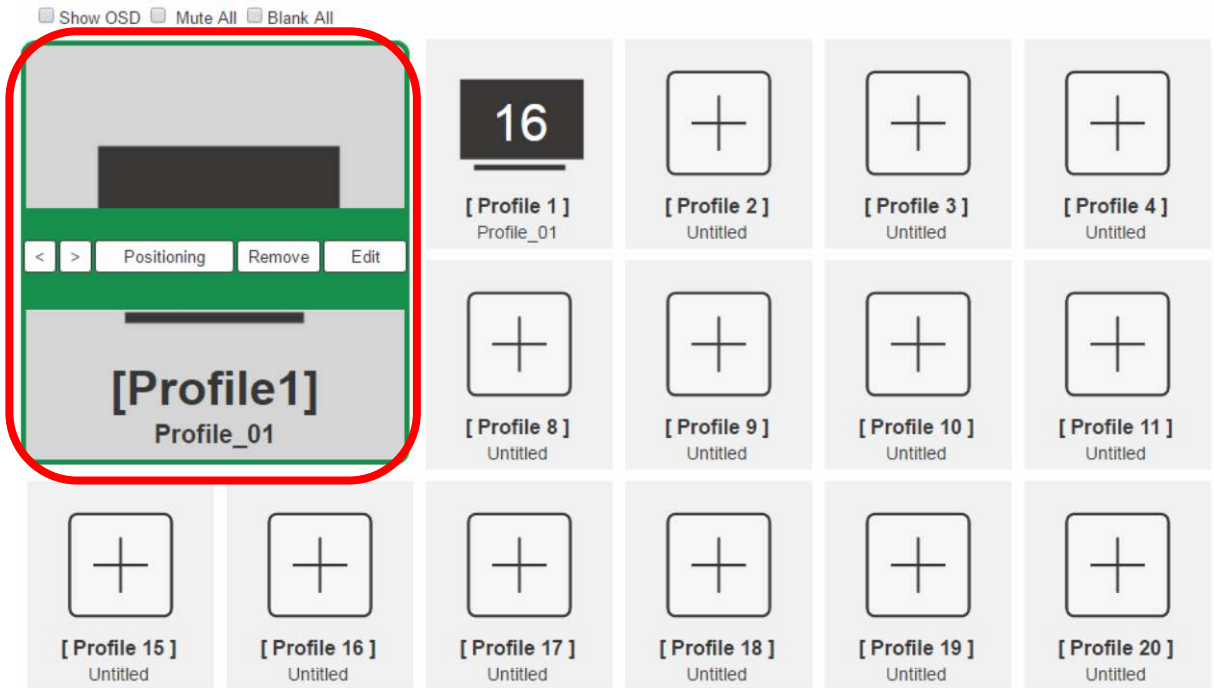 Show OSD Mute All Blank All
16
[ Profile 1 ] [ Profile 2 ] [ Profile 3 ] [ Profile 4 ]
Profile_01 Untitled Untitled Untitled
< > Positioning Remove Edit
[Profile1]
Profile_01
[ Profile 8 ] [ Profile 9 ] [ Profile 10 ] [ Profile 11 ]
Untitled Untitled Untitled Untitled
[ Profile 15 ] [ Profile 16 ] [ Profile 17 ] [ Profile 18 ] [ Profile 19 ] [ Profile 20 ]
Untitled Untitled Untitled Untitled Untitled Untitled